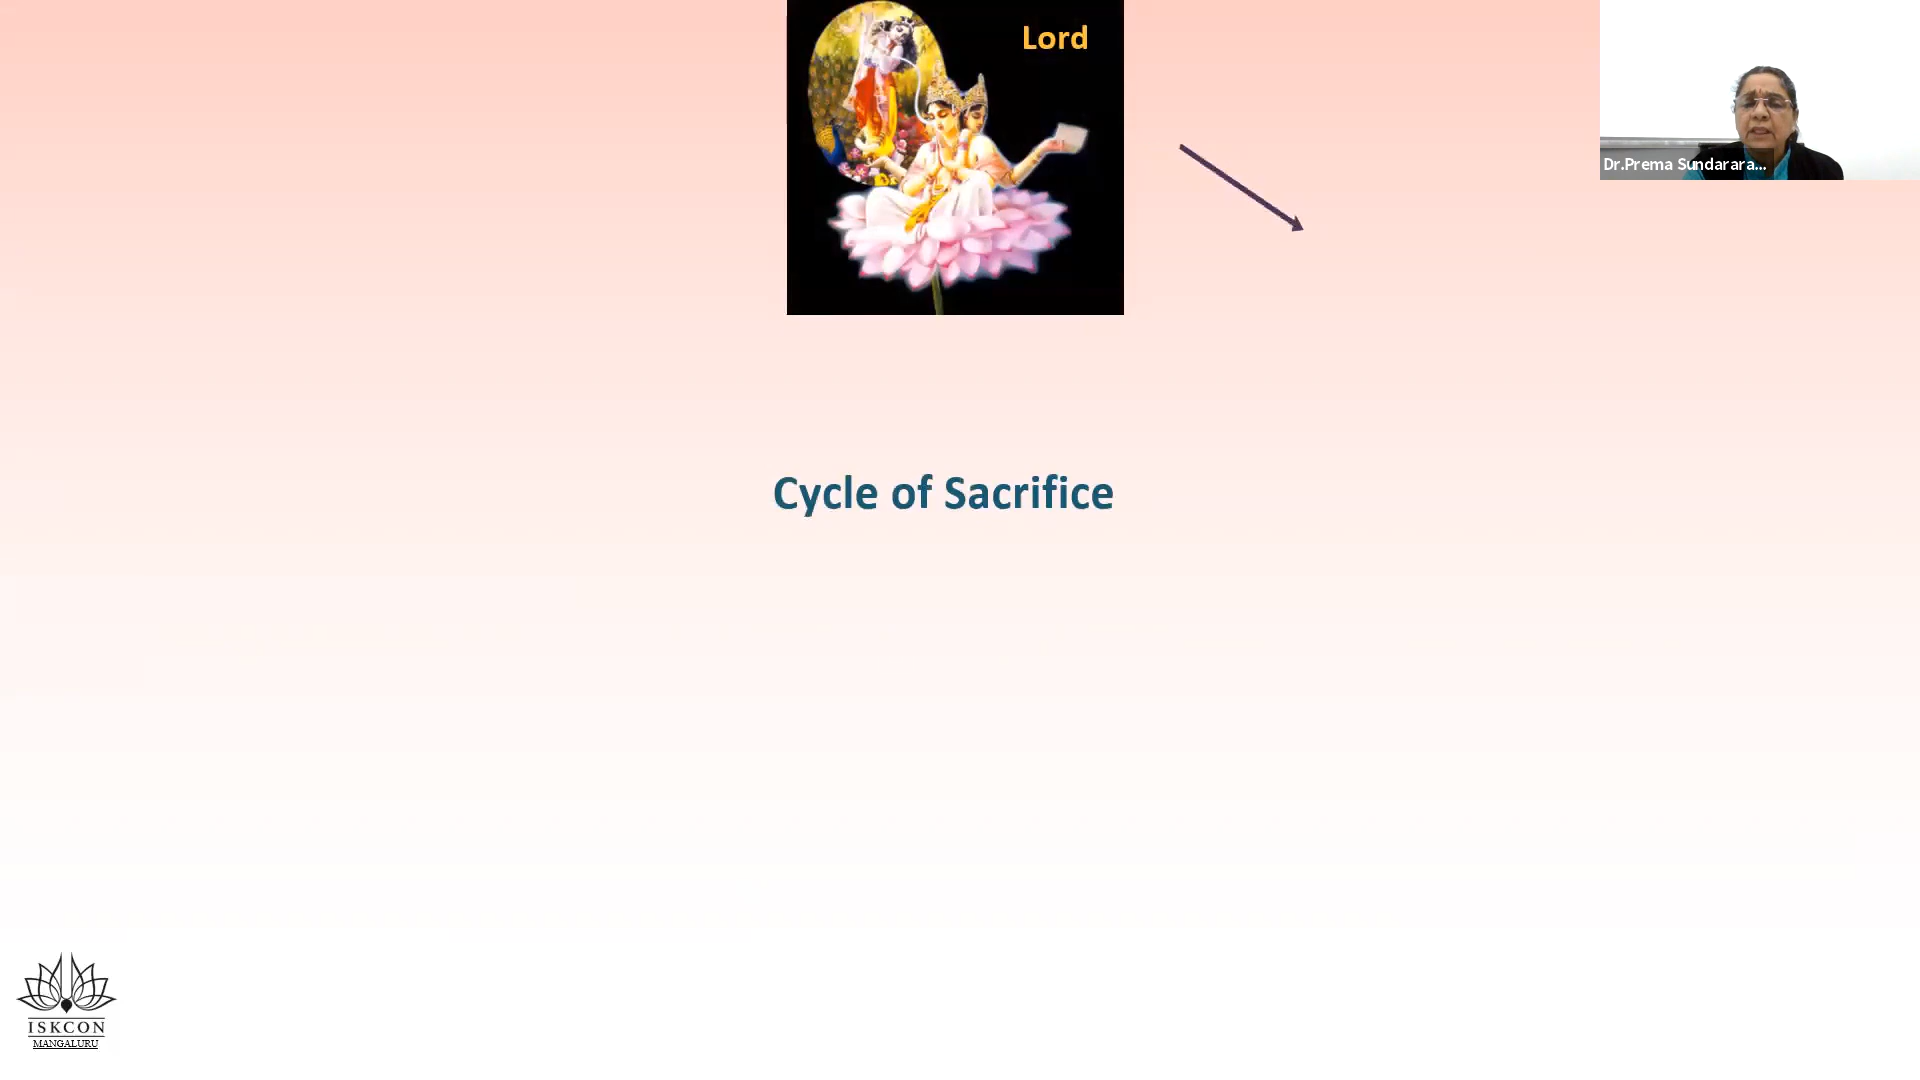 Lord
Dr.Prema Sundarara...
Cycle of Sacrifice
ISKCON
MANGALURU